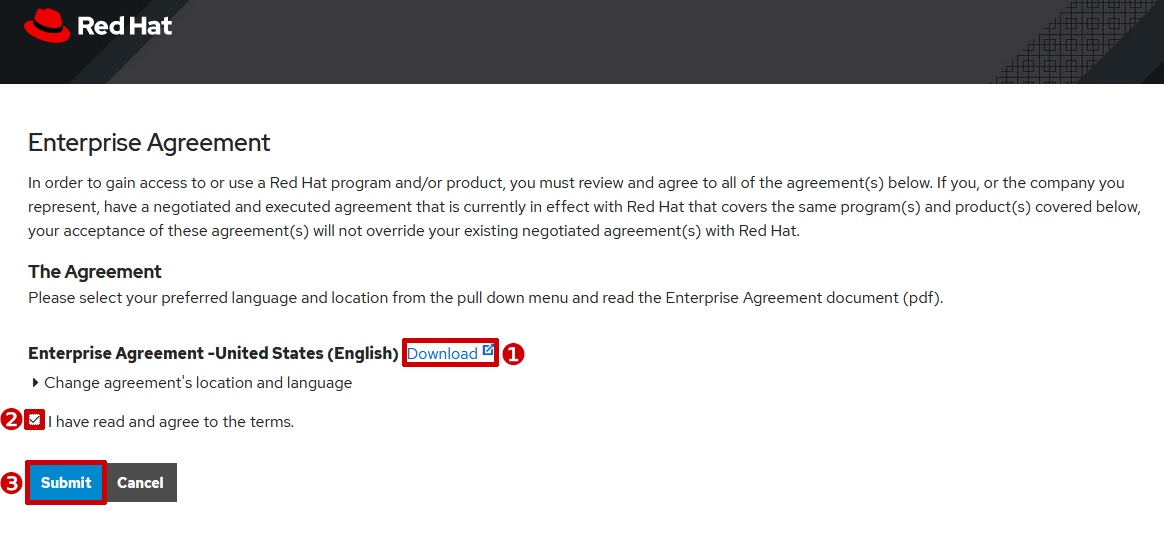 Red Hat
Enterprise Agreement
In order to gain access to or use a Red Hat program and/or product, you must review and agree to all of the agreement(s) below. If you, or the company you
represent, have a negotiated and executed agreement that is currently in effect with Red Hat that covers the same program(s) and product(s) covered below,
your acceptance of these agreement(s) will not override your existing negotiated agreement(s) with Red Hat.
The Agreement
Please select your preferred language and location from the pull down menu and read the Enterprise Agreement document (pdf).
Enterprise Agreement -United States (English) Download 1
Change agreement's location and language
2 I have read and agree to the terms.
3 Submit Cancel